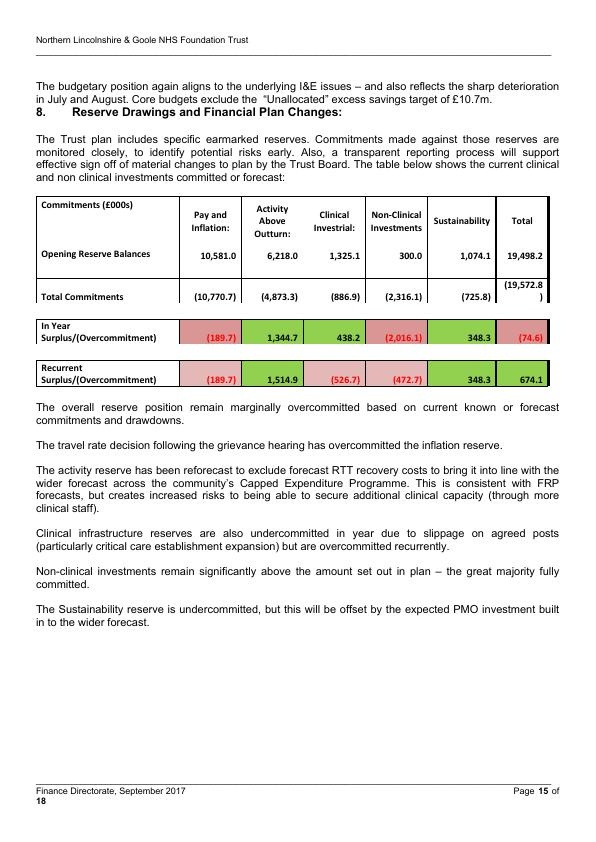 Northern Lincolnshire & Goole NHS Foundation Trust
The budgetary position again aligns to the underlying I&E issues – and also reflects the sharp deterioration
in July and August. Core budgets exclude the “Unallocated” excess savings target of £10.7m.
8. Reserve Drawings and Financial Plan Changes:
The Trust plan includes specific earmarked reserves. Commitments made against those reserves are
monitored closely, to identify potential risks early. Also, a transparent reporting process will support
effective sign off of material changes to plan by the Trust Board. The table below shows the current clinical
and non clinical investments committed or forecast:
Commitments (£000s) Pay and Inflation: Activity Above Outturn: Clinical Investrial: Non-Clinical Investments Sustainability Total
Opening Reserve Balances 10,581.0 6,218.0 1,325.1 300.0 1,074.1 19,498.2
Total Commitments (10,770.7) (4,873.3) (886.9) (2,316.1) (725.8) (19,572.8)
In Year
Surplus/(Overcommitment) (189.7) 1,344.7 438.2 (2,016.1) 348.3 (74.6)
Recurrent
Surplus/(Overcommitment) (189.7) 1,514.9 (526.7) (472.7) 348.3 674.1
The overall reserve position remain marginally overcommitted based on current known or forecast
commitments and drawdowns.
The travel rate decision following the grievance hearing has overcommitted the inflation reserve.
The activity reserve has been reforecast to exclude forecast RTT recovery costs to bring it into line with the
wider forecast across the community’s Capped Expenditure Programme. This is consistent with FRP
forecasts, but creates increased risks to being able to secure additional clinical capacity (through more
clinical staff).
Clinical infrastructure reserves are also undercommitted in year due to slippage on agreed posts
(particularly critical care establishment expansion) but are overcommitted recurrently.
Non-clinical investments remain significantly above the amount set out in plan – the great majority fully
committed.
The Sustainability reserve is undercommitted, but this will be offset by the expected PMO investment built
in to the wider forecast.
Finance Directorate, September 2017 Page 15 of
18